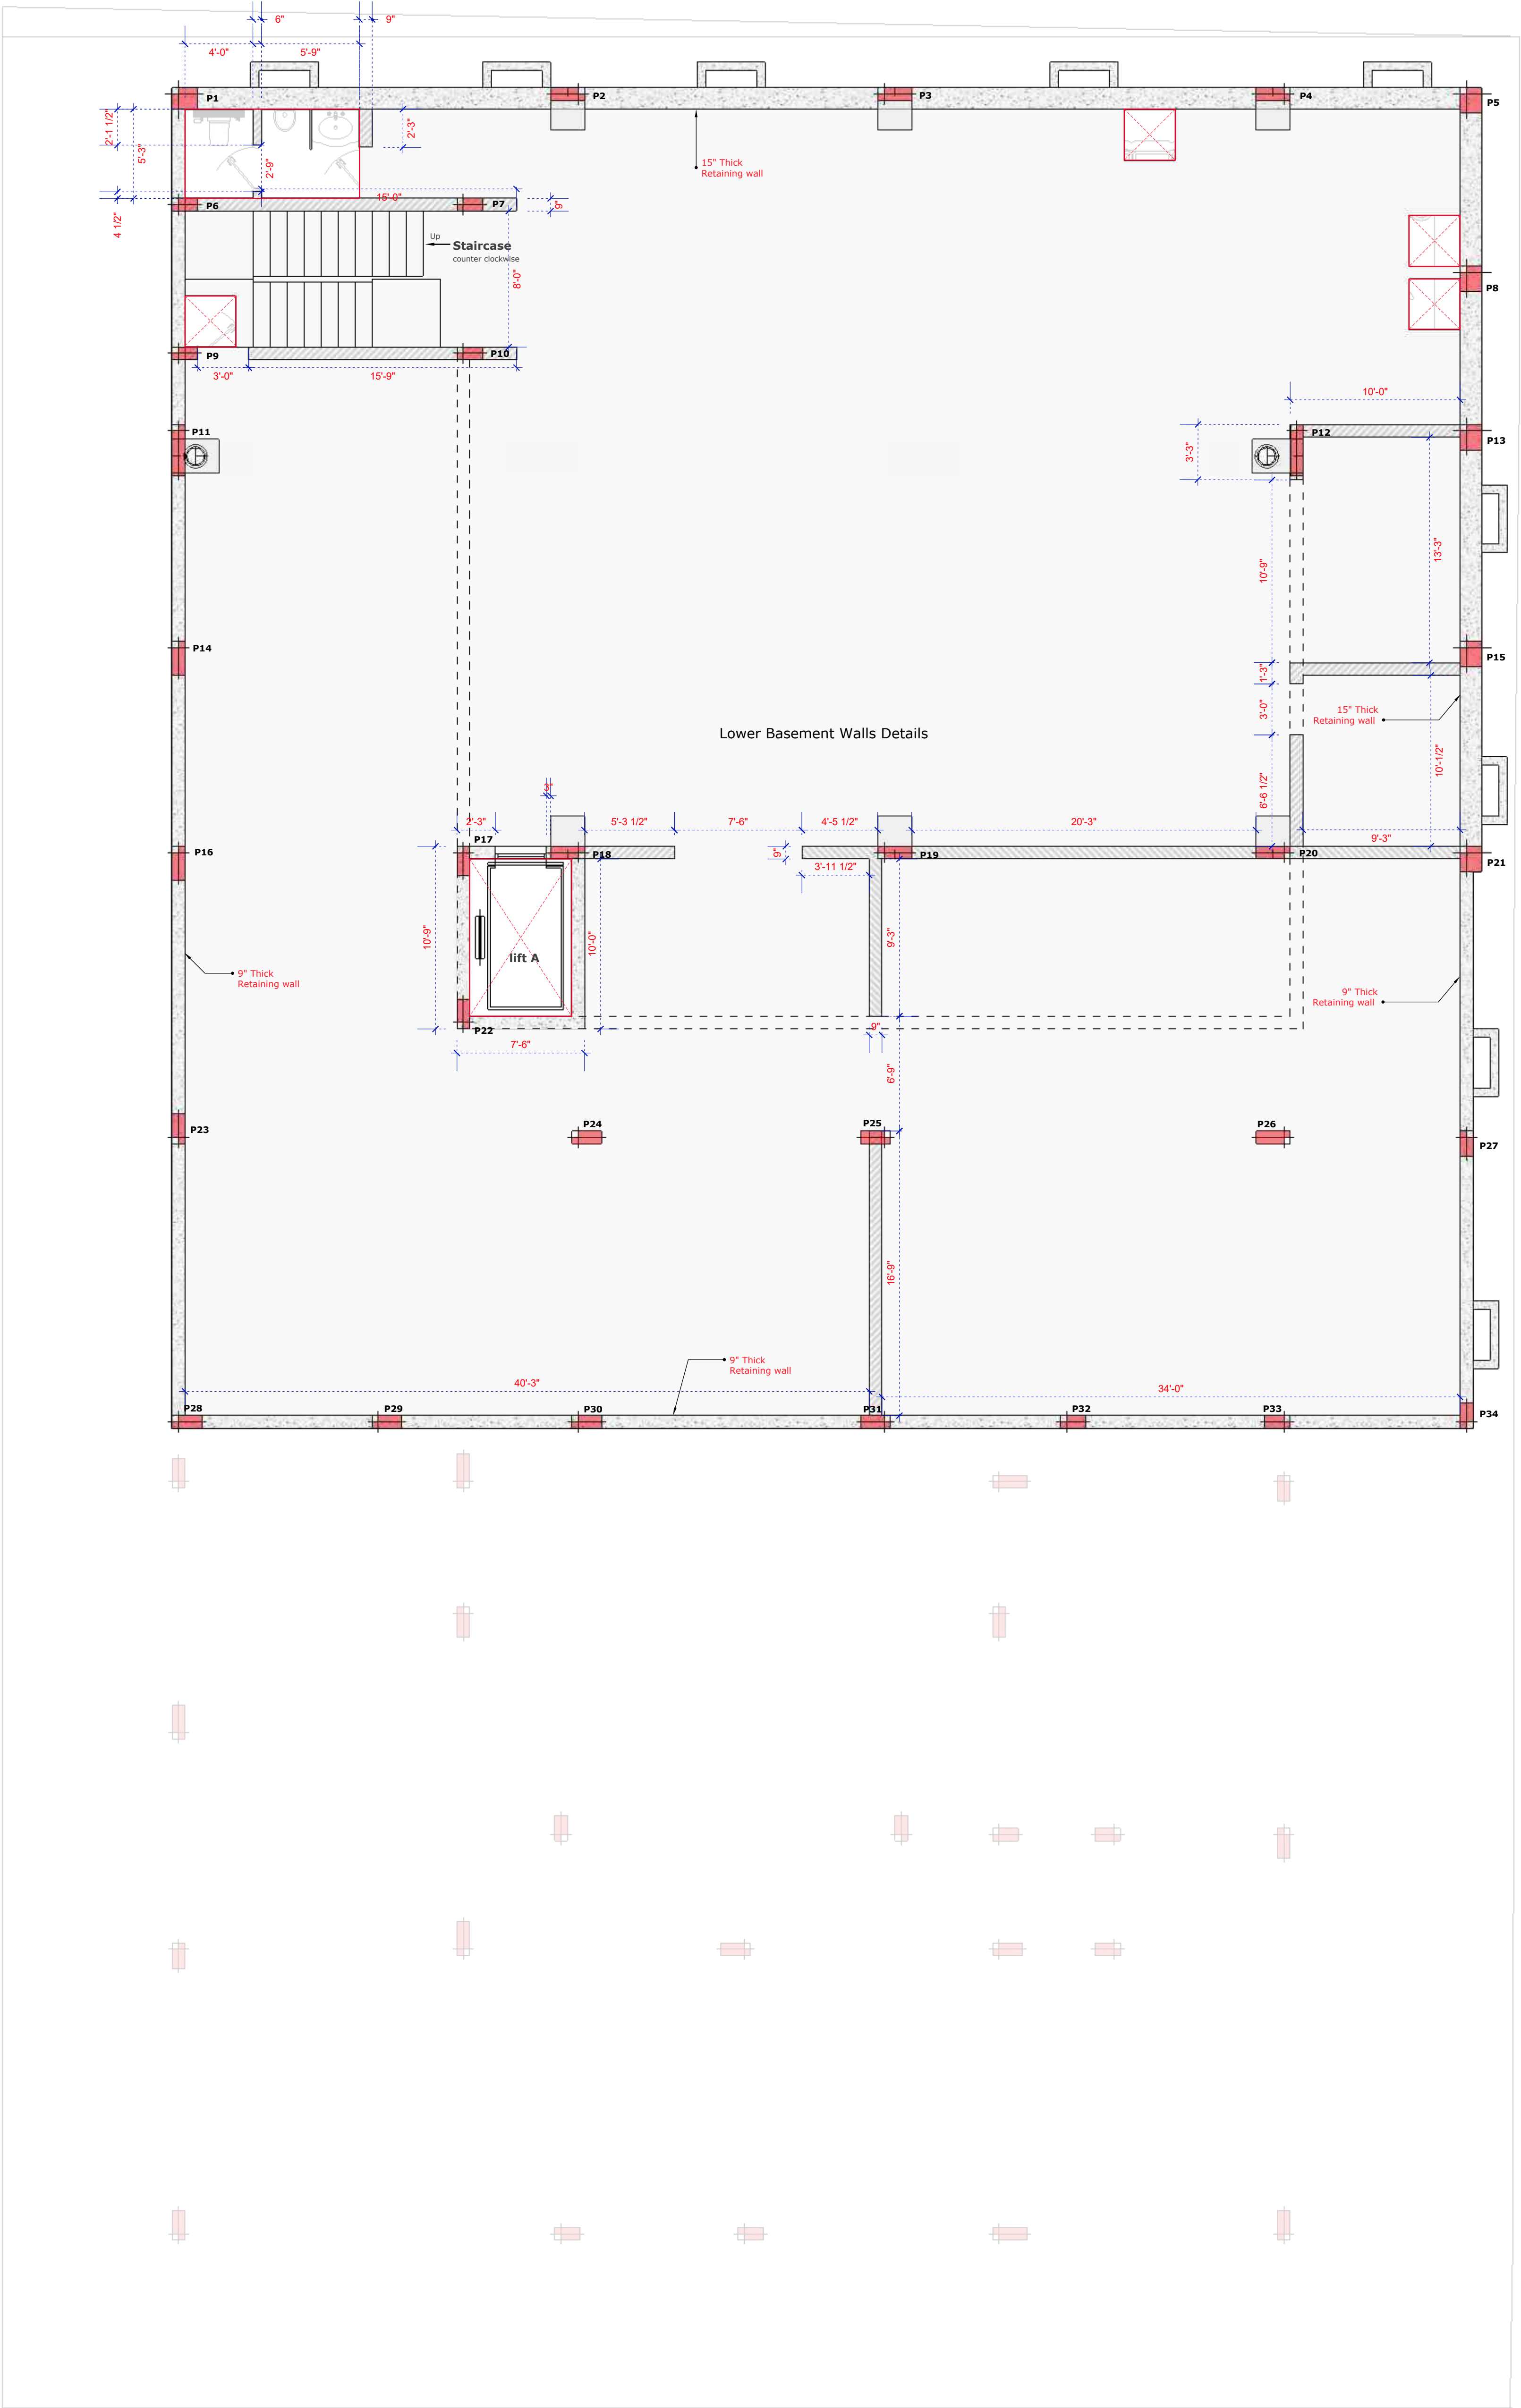 6"
9"
4'-0"
5'-9"
P1
P2
P3
P4
P5
2'-1 1/2"
5'-3"
2'-3"
2'-9"
15" Thick
Retaining wall
4 1/2"
15'-0"
P6
P7
9"
Up
Staircase
counter clockwise
8'-0"
P8
P9
P10
3'-0"
15'-9"
10'-0"
P11
P12
P13
3'-3"
13'-3"
10'-9"
P14
P15
1'-3"
3'-0"
15" Thick
Retaining wall
Lower Basement Walls Details
10'-1/2"
6'-6 1/2"
3"
2'-3"
5'-3 1/2"
7'-6"
4'-5 1/2"
20'-3"
9'-3"
P16
P17
P18
9"
P19
P20
P21
3'-11 1/2"
10'-9"
10'-0"
9'-3"
lift A
9" Thick
Retaining wall
9" Thick
Retaining wall
P22
9"
7'-6"
6'-9"
P23
P24
P25
P26
P27
16'-9"
9" Thick
Retaining wall
40'-3"
34'-0"
P28
P29
P30
P31
P32
P33
P34